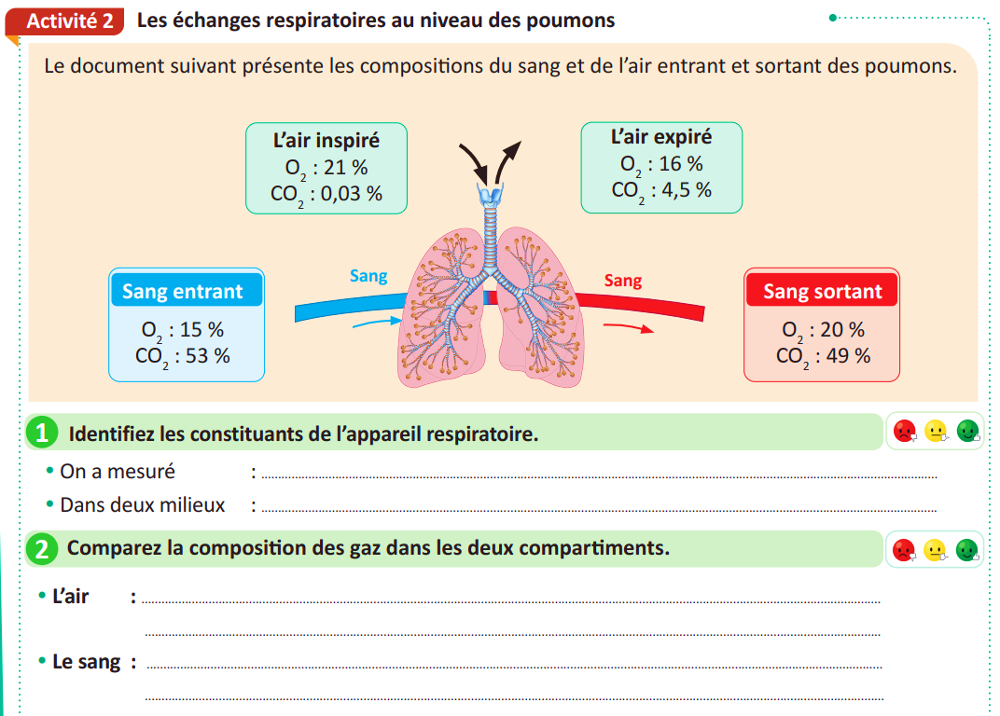 Activité 2 Les échanges respiratoires au niveau des poumons
Le document suivant présente les compositions du sang et de l'air entrant et sortant des poumons.
L'air inspiré
O₂ : 21 %
CO₂ : 0,03 %
L'air expiré
O₂ : 16 %
CO₂ : 4,5 %
Sang
Sang
Sang entrant
O₂ : 15 %
CO₂ : 53 %
Sang sortant
O₂ : 20 %
CO₂ : 49 %
1 Identifiez les constituants de l'appareil respiratoire.
• On a mesuré :
• Dans deux milieux :
2 Comparez la composition des gaz dans les deux compartiments.
• L'air :
• Le sang :